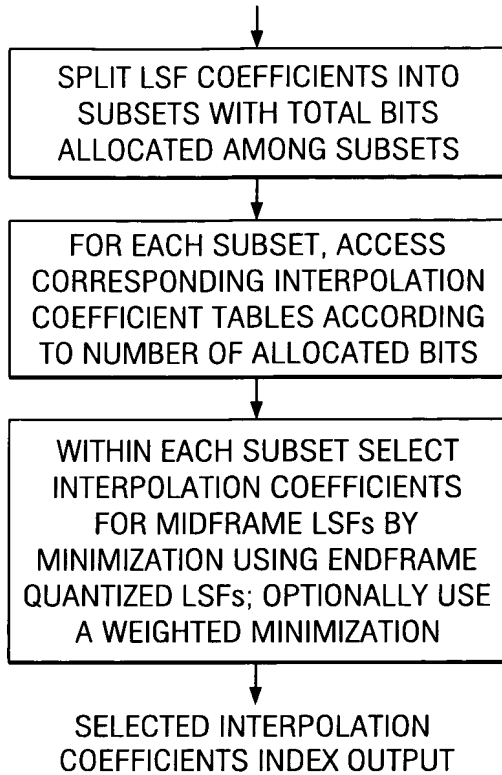 SPLIT LSF COEFFICIENTS INTO
SUBSETS WITH TOTAL BITS
ALLOCATED AMONG SUBSETS
FOR EACH SUBSET, ACCESS
CORRESPONDING INTERPOLATION
COEFFICIENT TABLES ACCORDING
TO NUMBER OF ALLOCATED BITS
WITHIN EACH SUBSET SELECT
INTERPOLATION COEFFICIENTS
FOR MIDFRAME LSFs BY
MINIMIZATION USING ENDFRAME
QUANTIZED LSFs; OPTIONALLY USE
A WEIGHTED MINIMIZATION
SELECTED INTERPOLATION
COEFFICIENTS INDEX OUTPUT